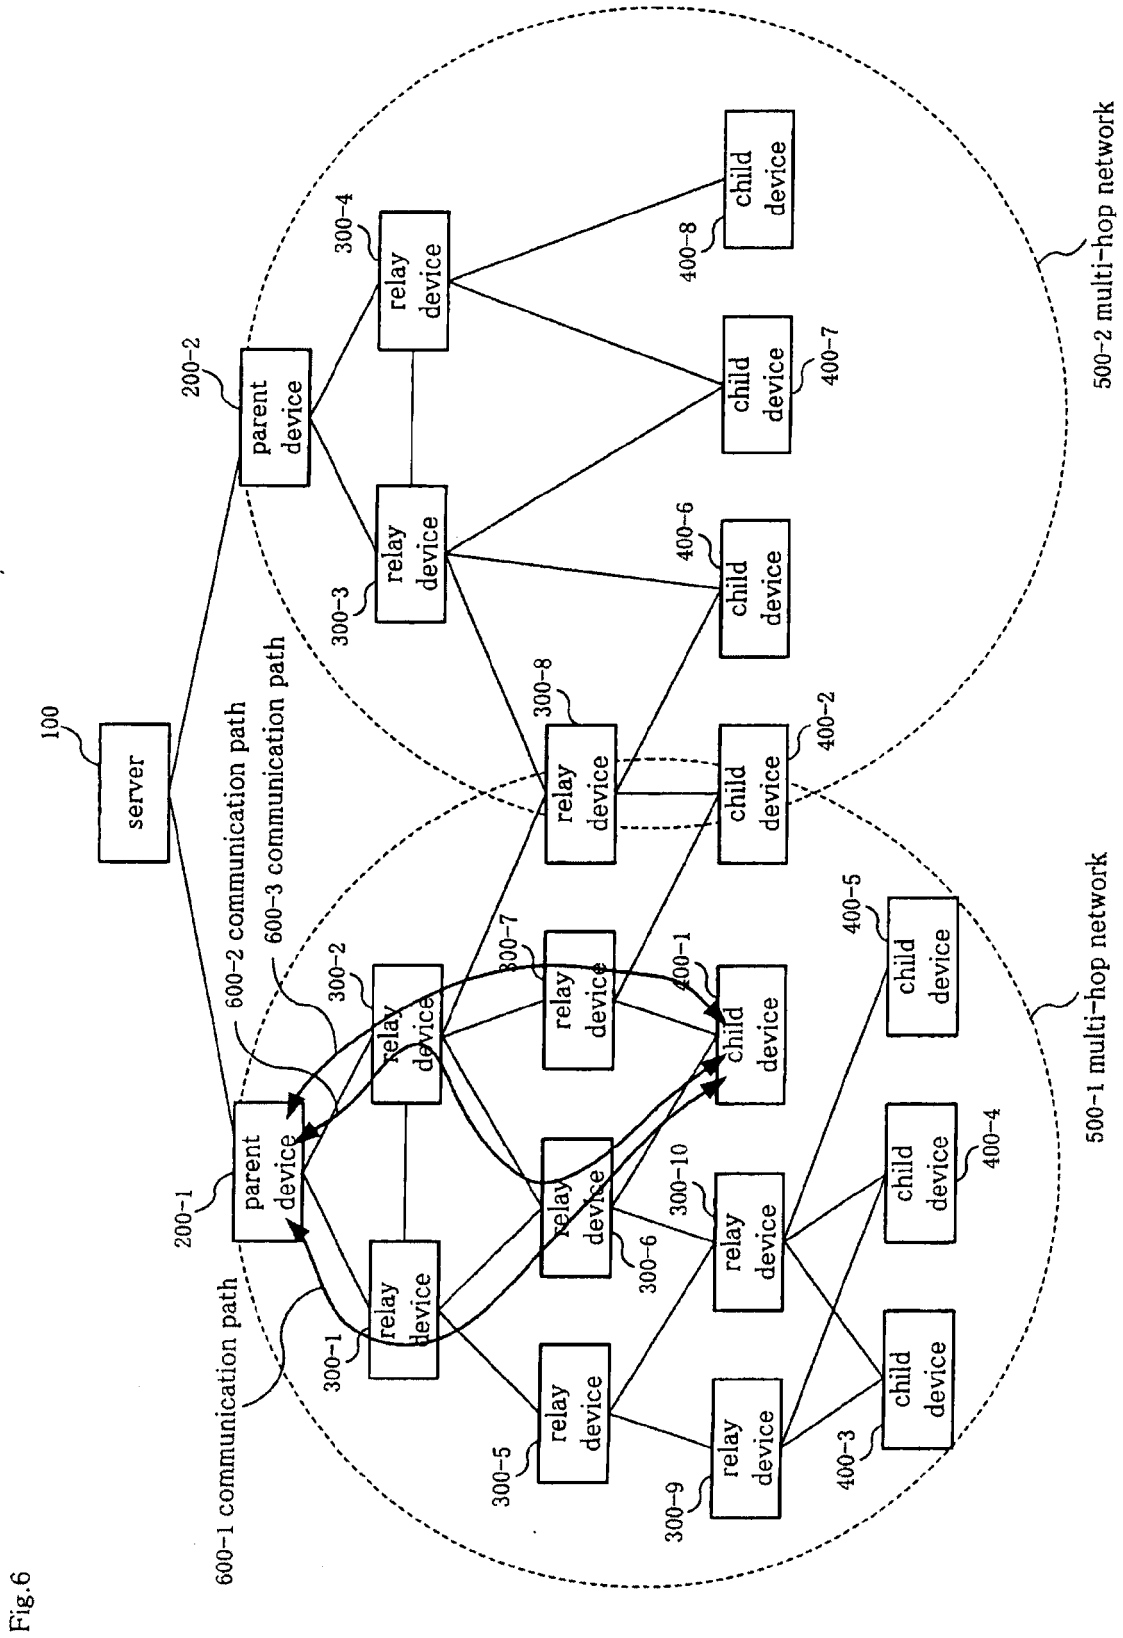 Fig.6
100
server
200-1
parent
device
200-2
parent
device
600-1 communication path
600-2 communication path
600-3 communication path
300-1
relay
device
300-2
relay
device
300-3
relay
device
300-4
relay
device
300-5
relay
device
300-6
relay
device
300-7
relay
device
300-8
relay
device
300-9
relay
device
300-10
relay
device
400-1
child
device
400-2
child
device
400-6
child
device
400-7
child
device
400-8
child
device
400-3
child
device
400-4
child
device
400-5
child
device
500-1 multi-hop network
500-2 multi-hop network